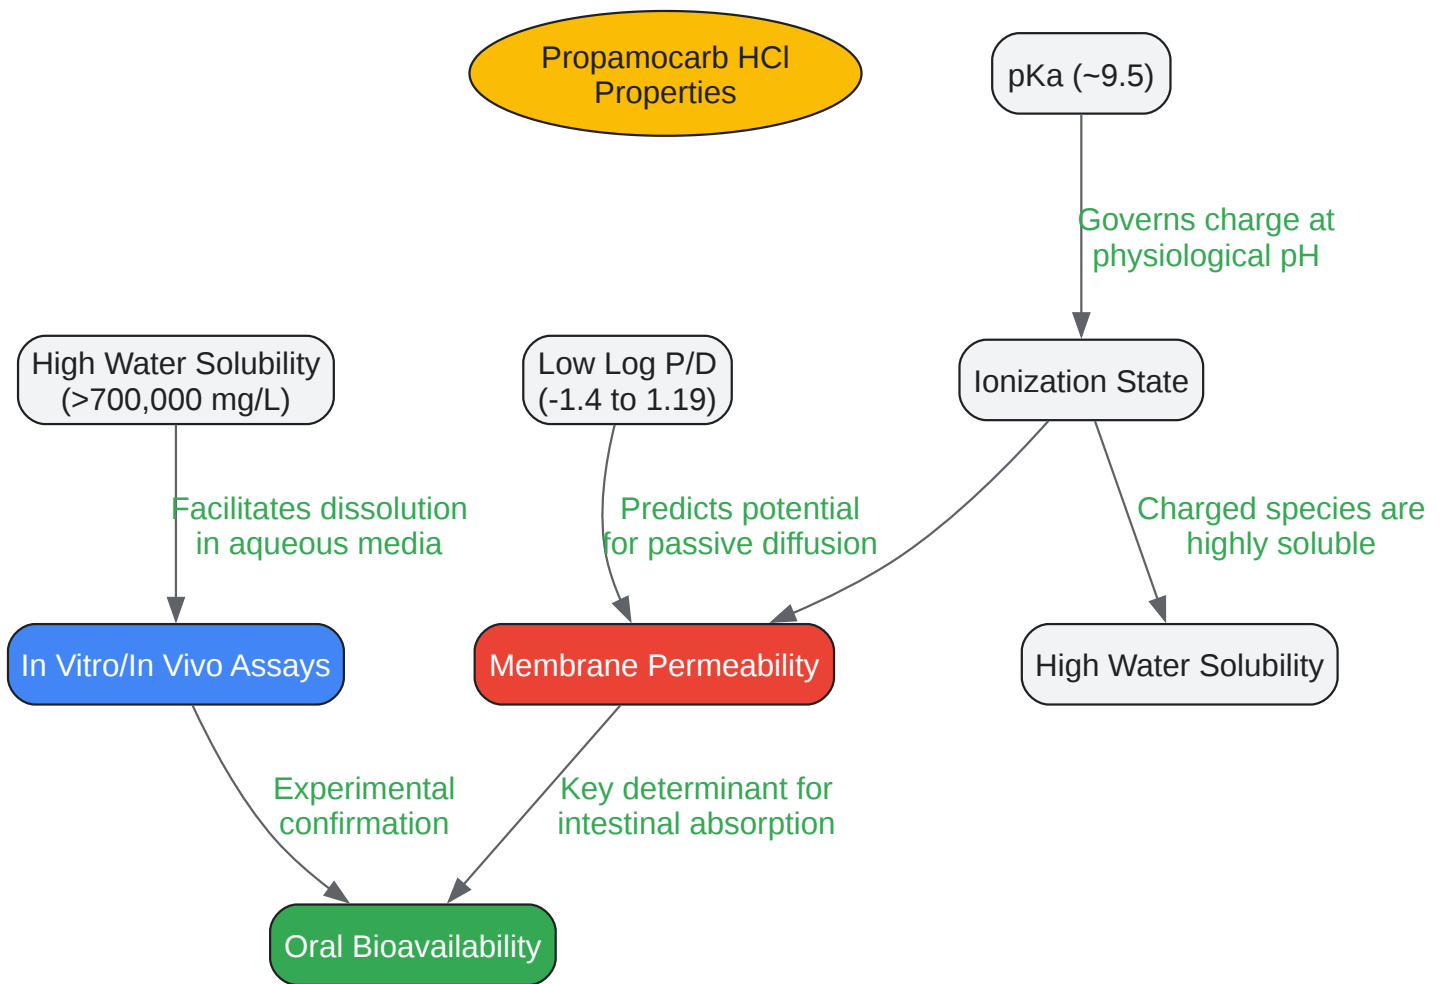 Propamocarb HCl
Properties
pKa (~9.5)
Governs charge at
physiological pH
High Water Solubility
(>700,000 mg/L)
Low Log P/D
(-1.4 to 1.19)
Ionization State
Facilitates dissolution
in aqueous media
Predicts potential
for passive diffusion
Charged species are
highly soluble
In Vitro/In Vivo Assays
Membrane Permeability
High Water Solubility
Experimental
confirmation
Key determinant for
intestinal absorption
Oral Bioavailability